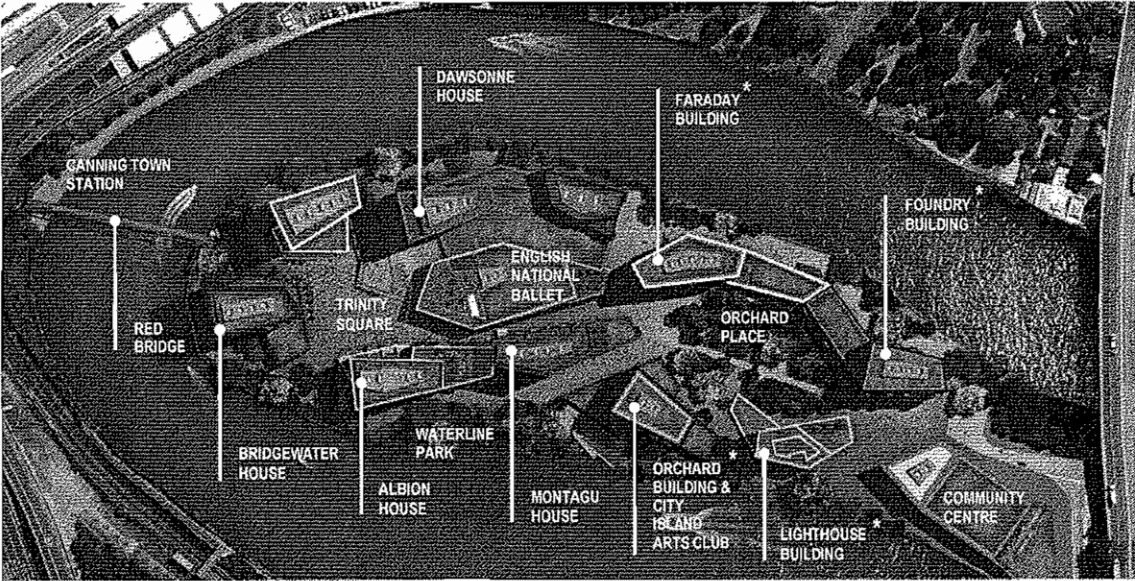 DAWSONNE
HOUSE
FARADAY*
BUILDING
CANNING TOWN
STATION
FOUNDRY*
BUILDING
ENGLISH
NATIONAL
BALLET
TRINITY
SQUARE
ORCHARD
PLACE
RED
BRIDGE
BRIDGEWATER
HOUSE
WATERLINE
PARK
ALBION
HOUSE
MONTAGU
HOUSE
ORCHARD*
BUILDING &
CITY
ISLAND
ARTS CLUB
LIGHTHOUSE*
BUILDING
COMMUNITY
CENTRE